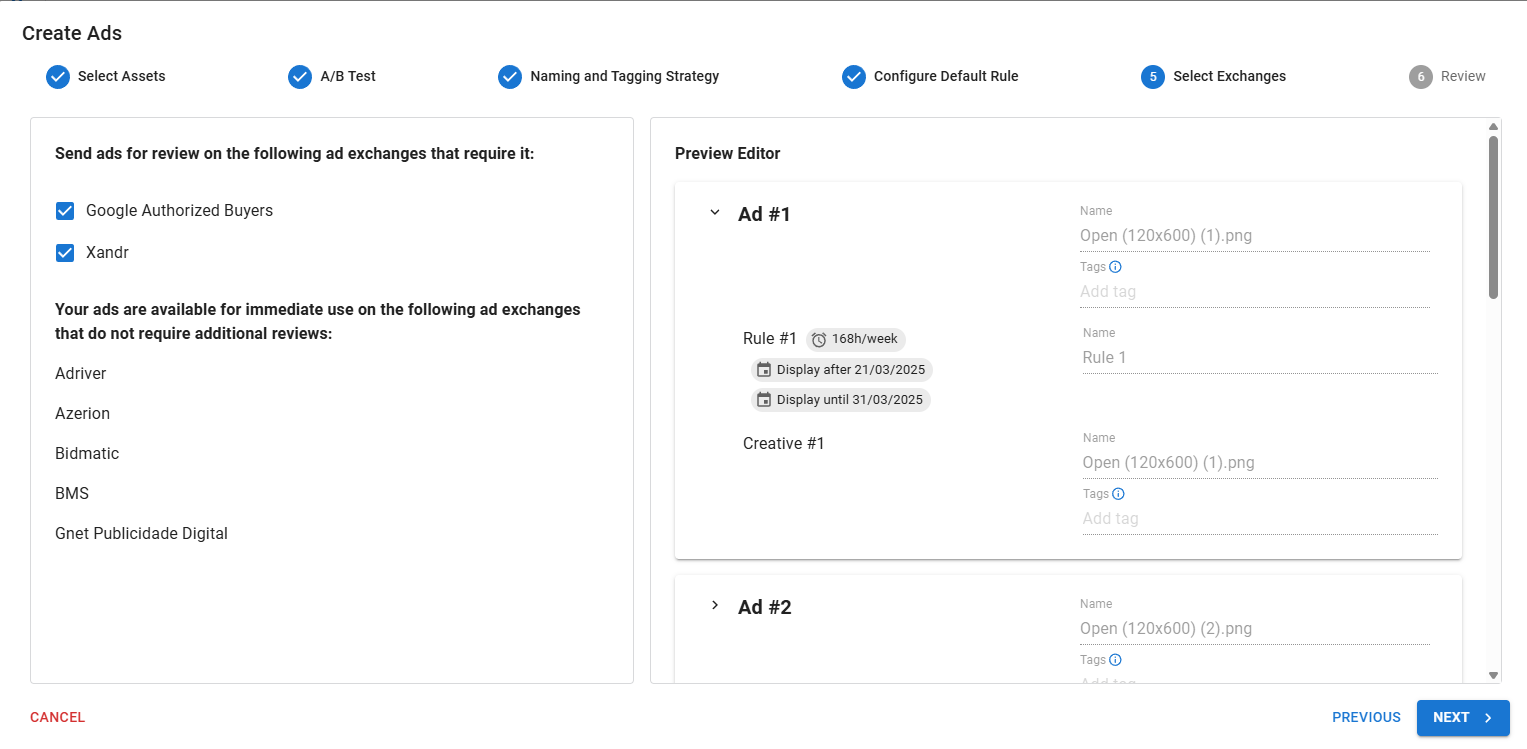 Create Ads
Select Assets
A/B Test
Naming and Tagging Strategy
Configure Default Rule
5 Select Exchanges
6 Review
Send ads for review on the following ad exchanges that require it:
Google Authorized Buyers
Xandr
Your ads are available for immediate use on the following ad exchanges
that do not require additional reviews:
Adriver
Azerion
Bidmatic
BMS
Gnet Publicidade Digital
Preview Editor
Ad #1
Name
Open (120x600) (1).png
Tags
Add tag
Rule #1 168h/week
Display after 21/03/2025
Display until 31/03/2025
Name
Rule 1
Creative #1
Name
Open (120x600) (1).png
Tags
Add tag
Ad #2
Name
Open (120x600) (2).png
Tags
Add tag
CANCEL
PREVIOUS
NEXT